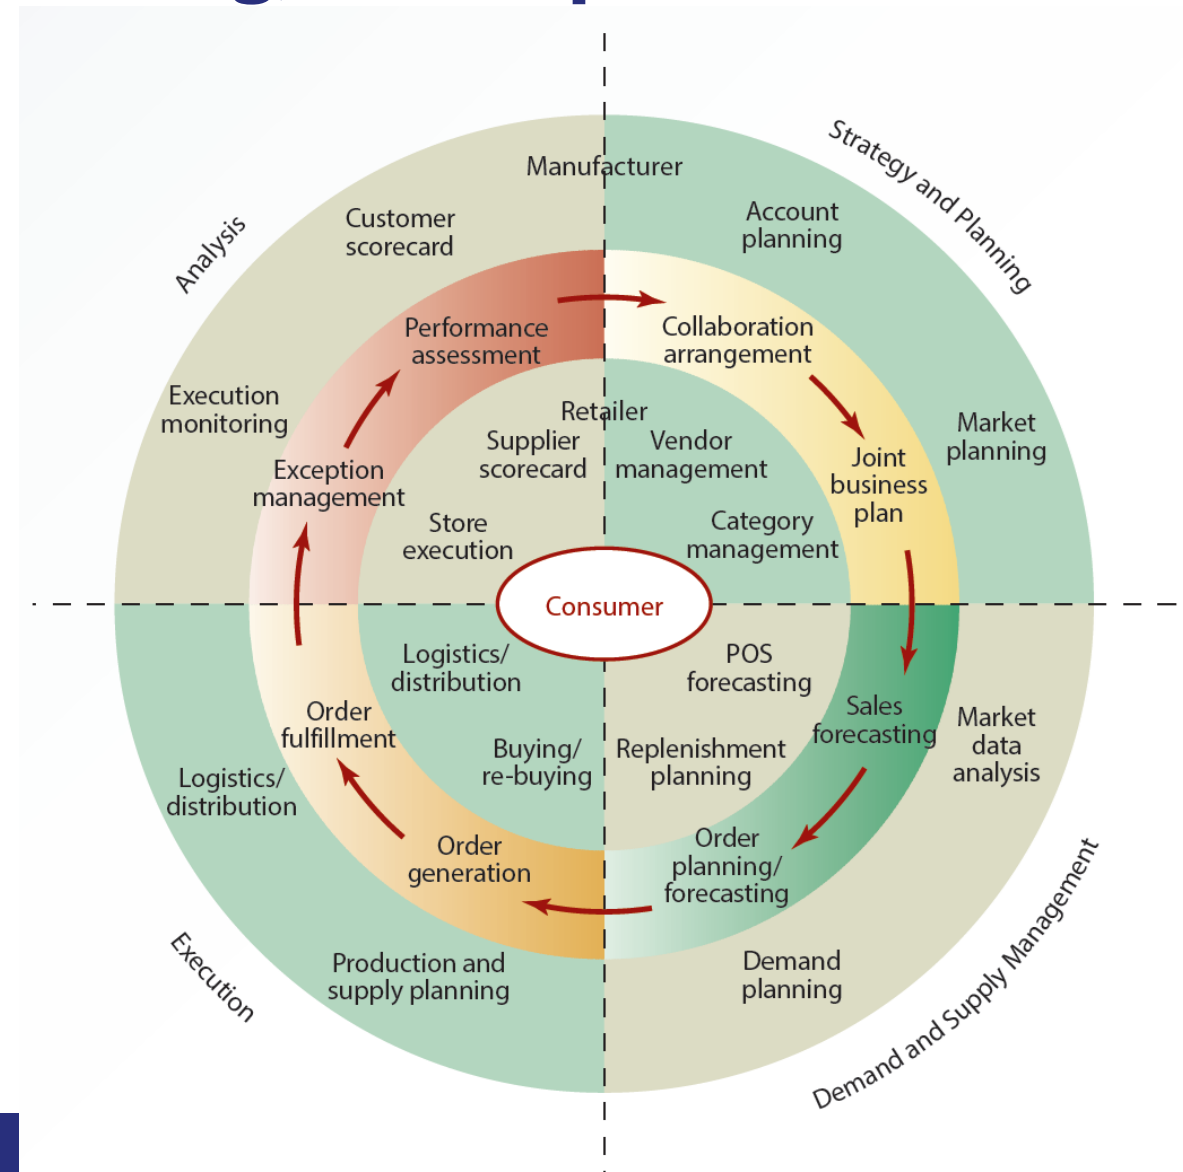 Manufacturer
Strategy and Planning
Analysis
Customer
scorecard
Account
planning
Performance
assessment
Collaboration
arrangement
Execution
monitoring
Retailer
Supplier
scorecard
Vendor
management
Market
planning
Exception
management
Joint
business
plan
Store
execution
Category
management
Consumer
Logistics/
distribution
POS
forecasting
Order
fulfillment
Sales
forecasting
Market
data
analysis
Buying/
re-buying
Replenishment
planning
Logistics/
distribution
Order
generation
Order
planning/
forecasting
Execution
Production and
supply planning
Demand
planning
Demand and Supply Management